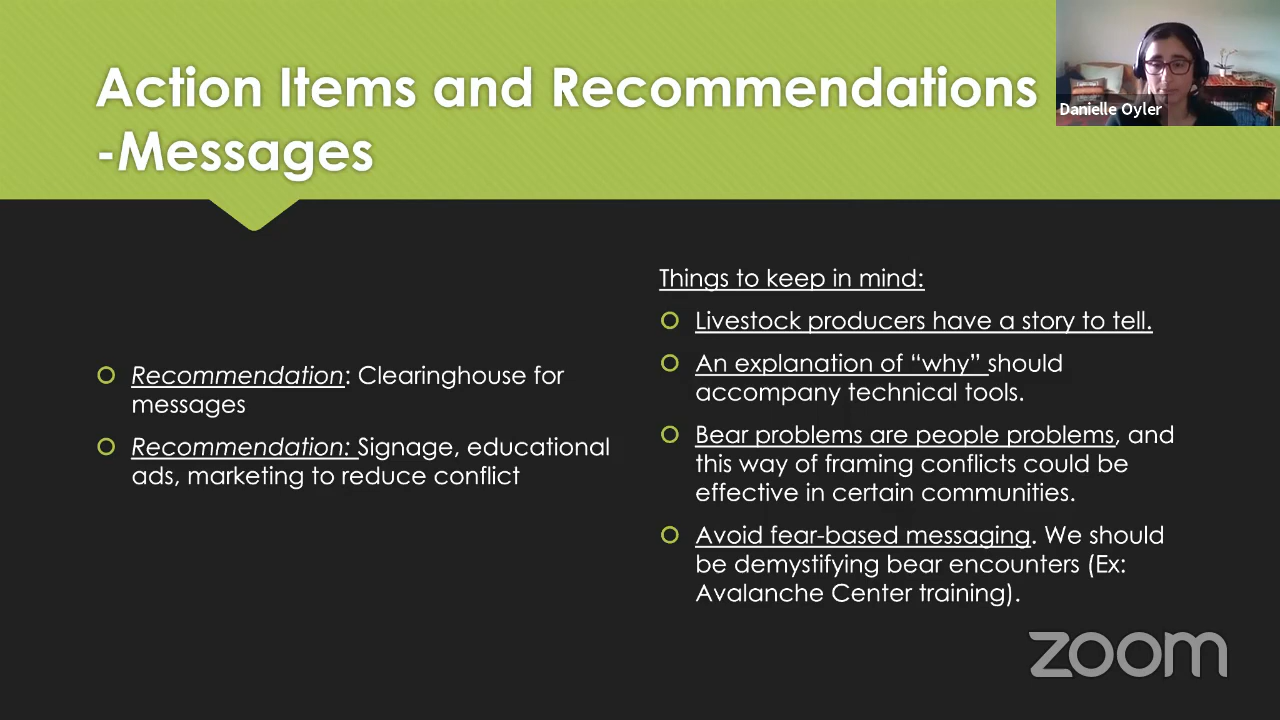 Action Items and Recommendations
-Messages
Danielle Oyler
Recommendation: Clearinghouse for
messages
Recommendation: Signage, educational
ads, marketing to reduce conflict
Things to keep in mind:
Livestock producers have a story to tell.
An explanation of “why” should
accompany technical tools.
Bear problems are people problems, and
this way of framing conflicts could be
effective in certain communities.
Avoid fear-based messaging. We should
be demystifying bear encounters (Ex:
Avalanche Center training).
zoom